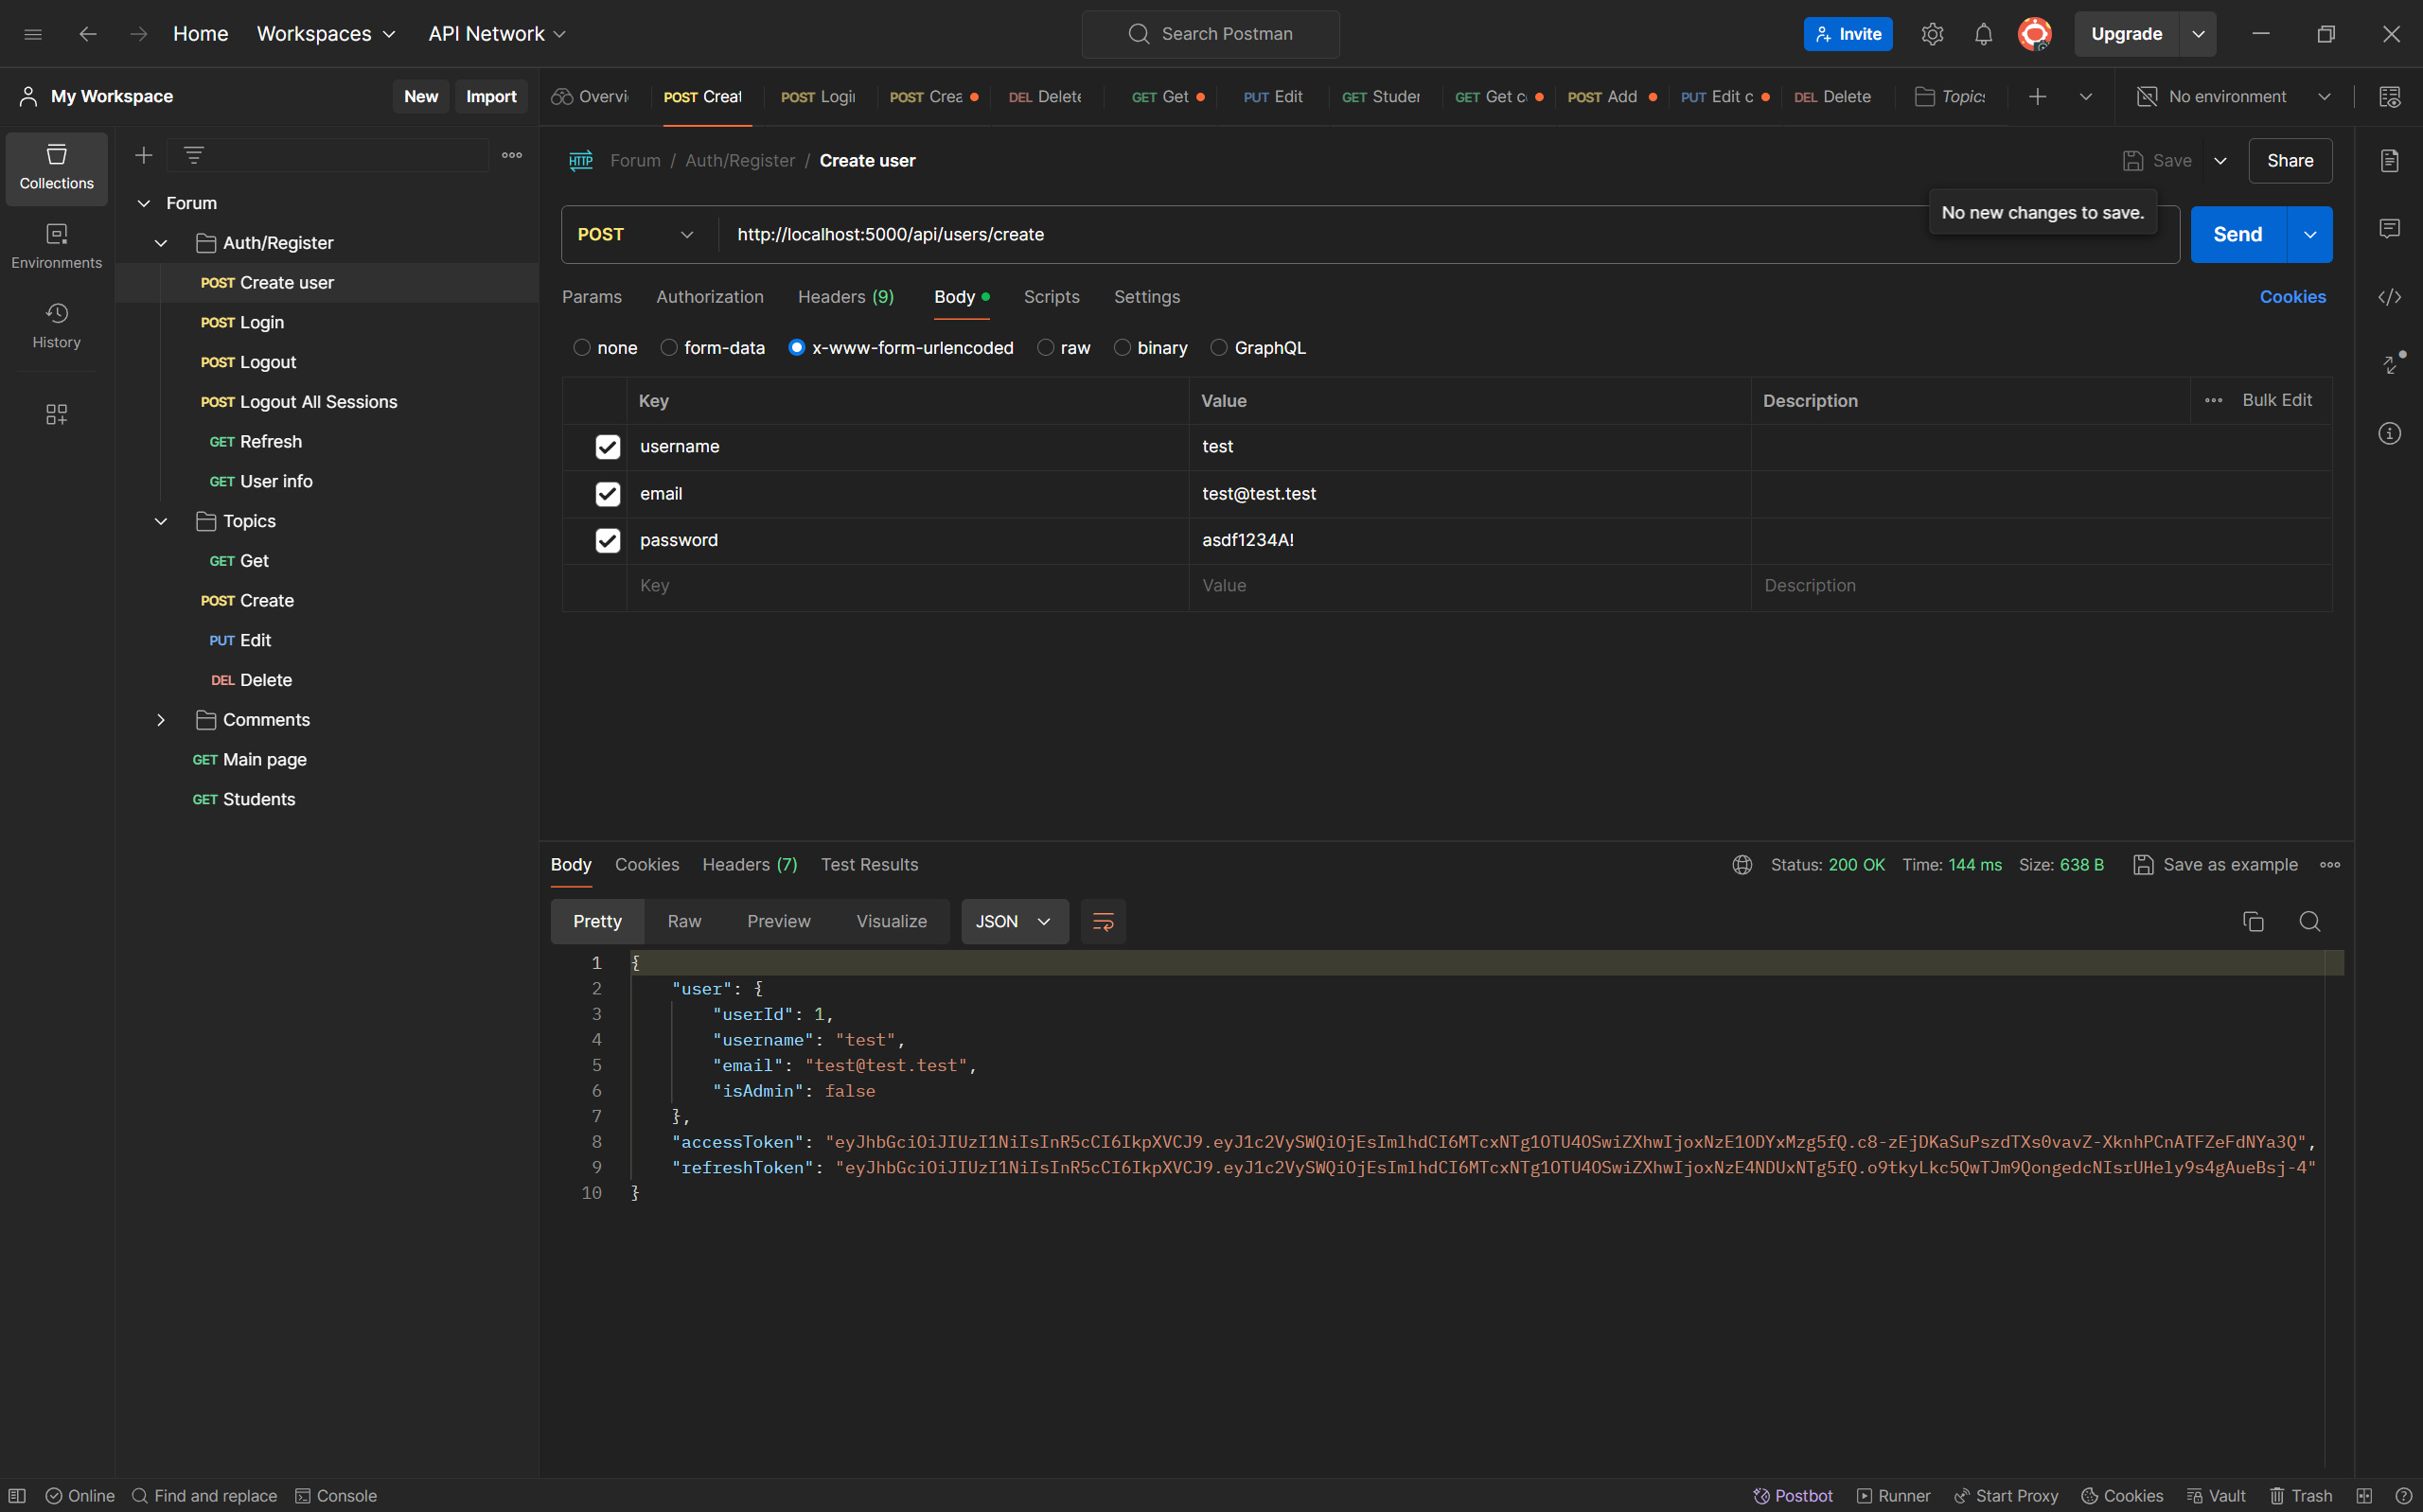 Home Workspaces API Network Search Postman Invite Upgrade
My Workspace New Import Overvi POST Creat POST Logi POST Crea DEL Delete GET Get PUT Edit GET Studer GET Get c POST Add PUT Edit c DEL Delete Topics No environment
Collections
Environments
History
Forum
Auth/Register
POST Create user
POST Login
POST Logout
POST Logout All Sessions
GET Refresh
GET User info
Topics
GET Get
POST Create
PUT Edit
DEL Delete
Comments
GET Main page
GET Students
HTTP Forum / Auth/Register / Create user Save Share
No new changes to save.
POST http://localhost:5000/api/users/create Send
Params Authorization Headers (9) Body Scripts Settings Cookies
none form-data x-www-form-urlencoded raw binary GraphQL
Key Value Description Bulk Edit
username test
email test@test.test
password asdf1234A!
Key Value Description
Body Cookies Headers (7) Test Results Status: 200 OK Time: 144 ms Size: 638 B Save as example
Pretty Raw Preview Visualize JSON
1 {
2 "user": {
3 "userId": 1,
4 "username": "test",
5 "email": "test@test.test",
6 "isAdmin": false
7 },
8 "accessToken": "eyJhbGciOiJIUzI1NiIsInR5cCI6IkpXVCJ9.eyJ1c2VySWQiOjEsImlhdCI6MTcxNTg1OTU4OSwiZXhwIjoxNzE1ODYxMzg5fQ.c8-zEjDKaSuPszdTXs0vavZ-XknhPCnATFZeFdNYa3Q",
9 "refreshToken": "eyJhbGciOiJIUzI1NiIsInR5cCI6IkpXVCJ9.eyJ1c2VySWQiOjEsImlhdCI6MTcxNTg1OTU4OSwiZXhwIjoxNzE4NDUxNTg5fQ.o9tkyLkc5QwTJm9QongedcNIsrUHely9s4gAueBsj-4"
10 }
Online Find and replace Console Postbot Runner Start Proxy Cookies Vault Trash